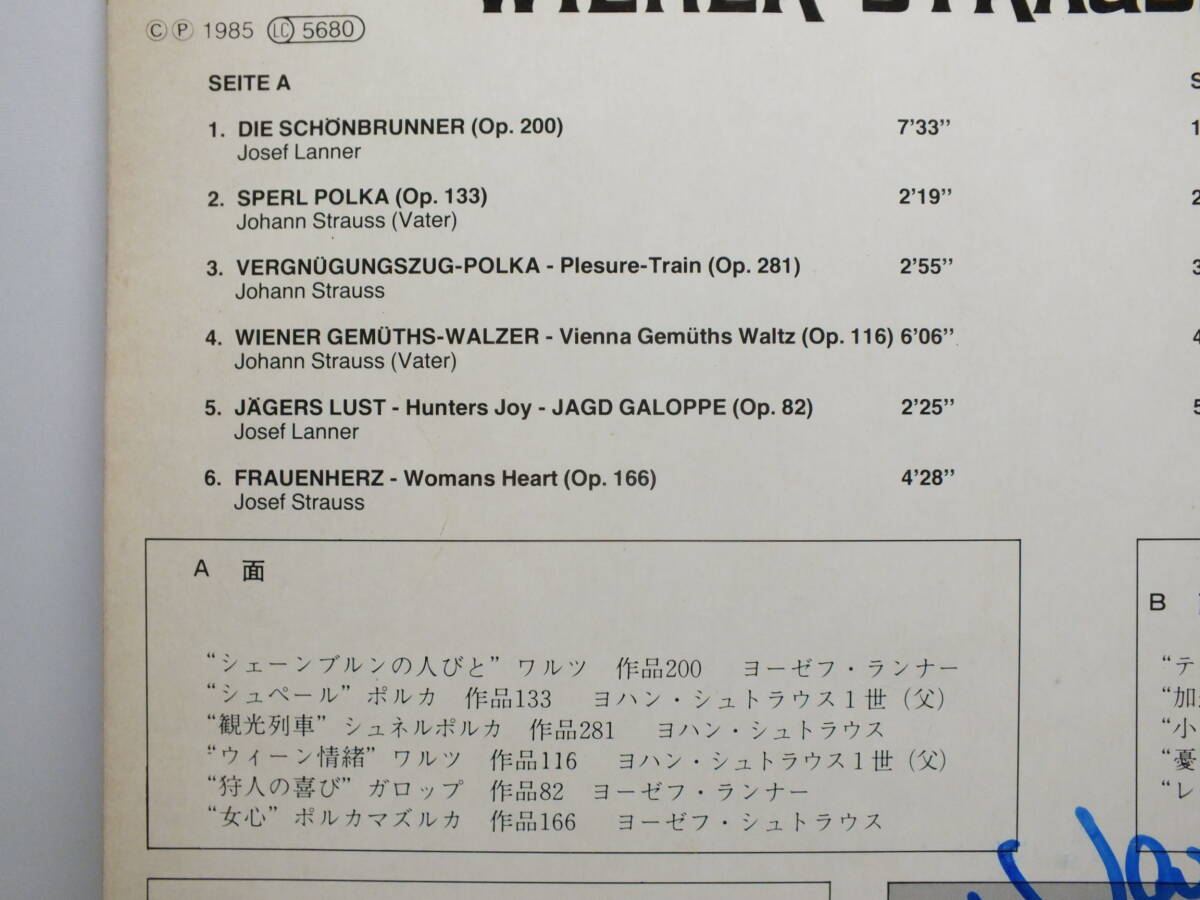 © ℗ 1985 LC 5680
SEITE A
1. DIE SCHÖNBRUNNER (Op. 200) 7’33”
Josef Lanner
2. SPERL POLKA (Op. 133) 2’19”
Johann Strauss (Vater)
3. VERGNÜGUNGSZUG-POLKA - Plesure-Train (Op. 281) 2’55”
Johann Strauss
4. WIENER GEMÜTHS-WALZER - Vienna Gemüths Waltz (Op. 116) 6’06”
Johann Strauss (Vater)
5. JÄGERS LUST - Hunters Joy - JAGD GALOPPE (Op. 82) 2’25”
Josef Lanner
6. FRAUENHERZ - Womans Heart (Op. 166) 4’28”
Josef Strauss
A 面
“シェーンブルンの人びと” ワルツ 作品200 ヨーゼフ・ランナー
“シュペール” ポルカ 作品133 ヨハン・シュトラウス1世（父）
“観光列車” シュネルポルカ 作品281 ヨハン・シュトラウス
“ウィーン情緒” ワルツ 作品116 ヨハン・シュトラウス1世（父）
“狩人の喜び” ガロップ 作品82 ヨーゼフ・ランナー
“女心” ポルカマズルカ 作品166 ヨーゼフ・シュトラウス
B
“テ
“加
“小
“憂
“レ